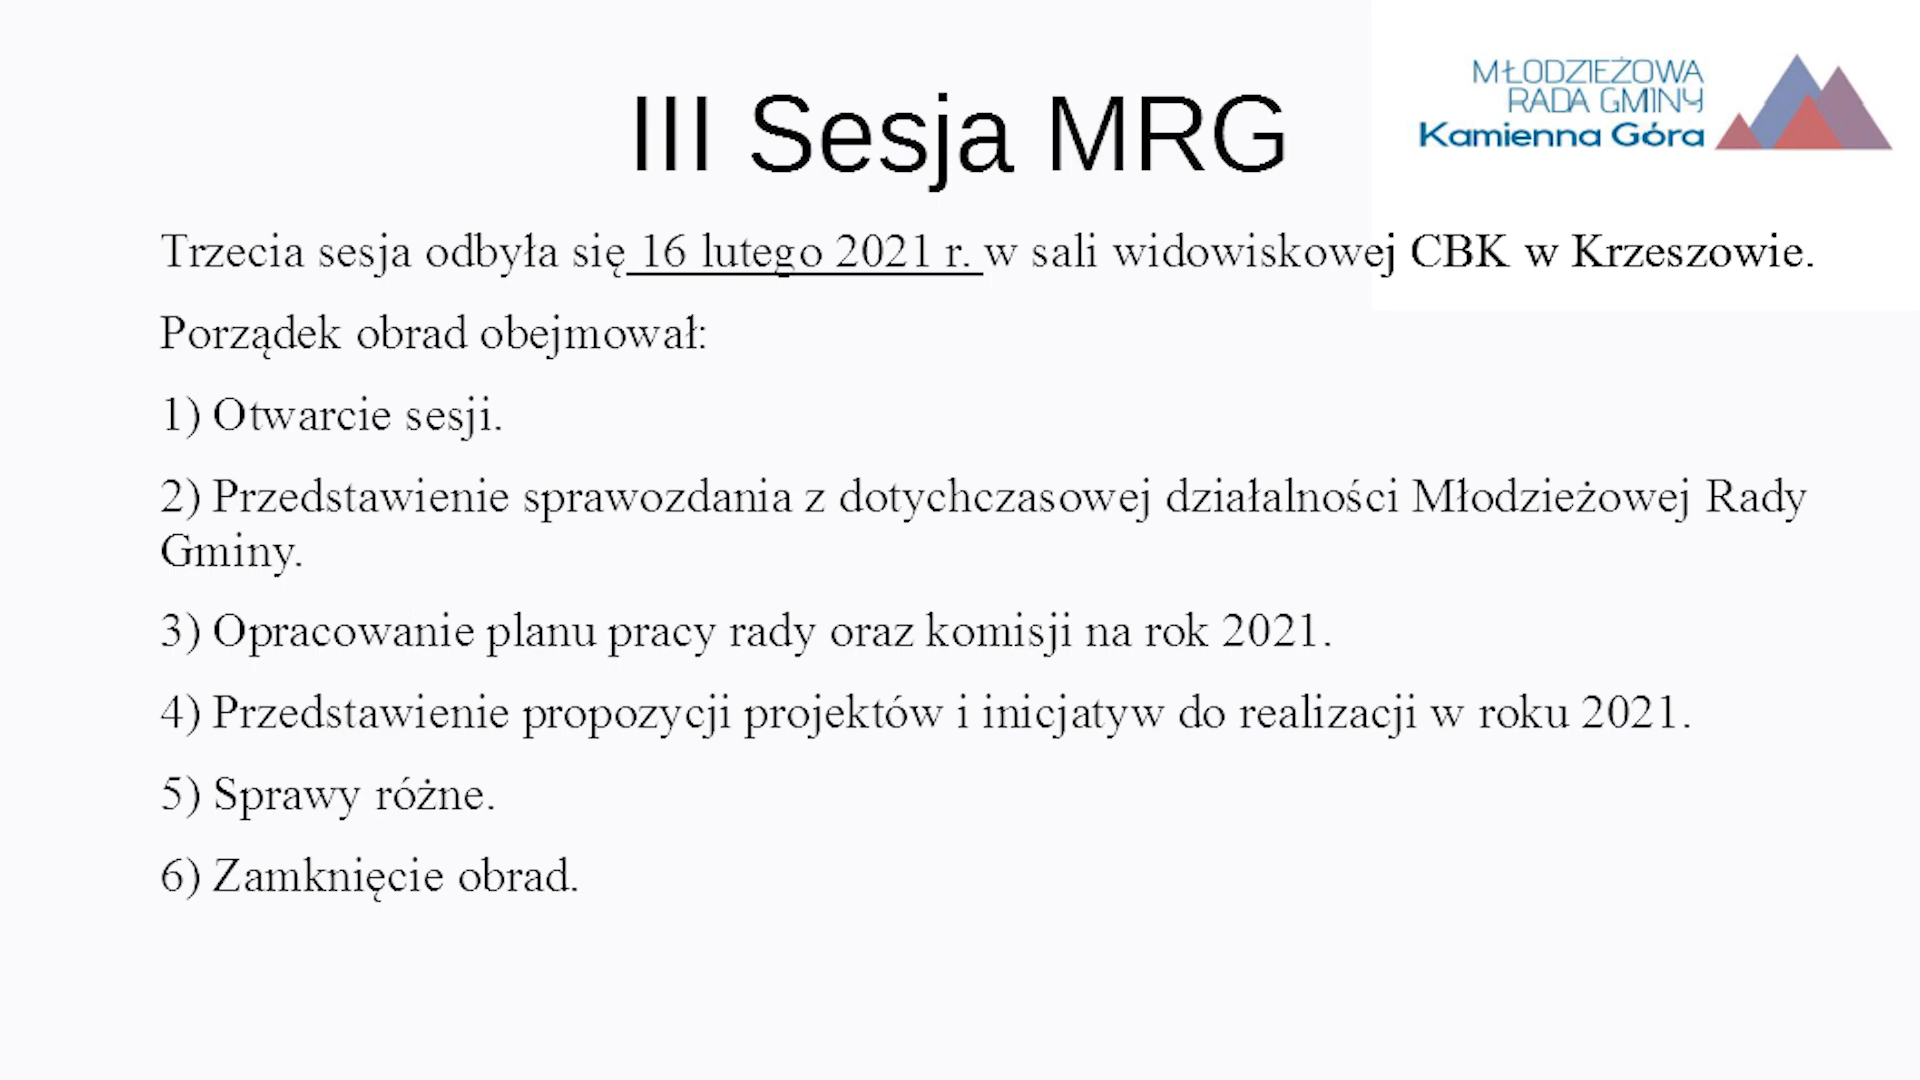 MŁODZIEŻOWA
RADA GMINY
Kamienna Góra
III Sesja MRG
Trzecia sesja odbyła się 16 lutego 2021 r. w sali widowiskowej CBK w Krzeszowie.
Porządek obrad obejmował:
1) Otwarcie sesji.
2) Przedstawienie sprawozdania z dotychczasowej działalności Młodzieżowej Rady
Gminy.
3) Opracowanie planu pracy rady oraz komisji na rok 2021.
4) Przedstawienie propozycji projektów i inicjatyw do realizacji w roku 2021.
5) Sprawy różne.
6) Zamknięcie obrad.